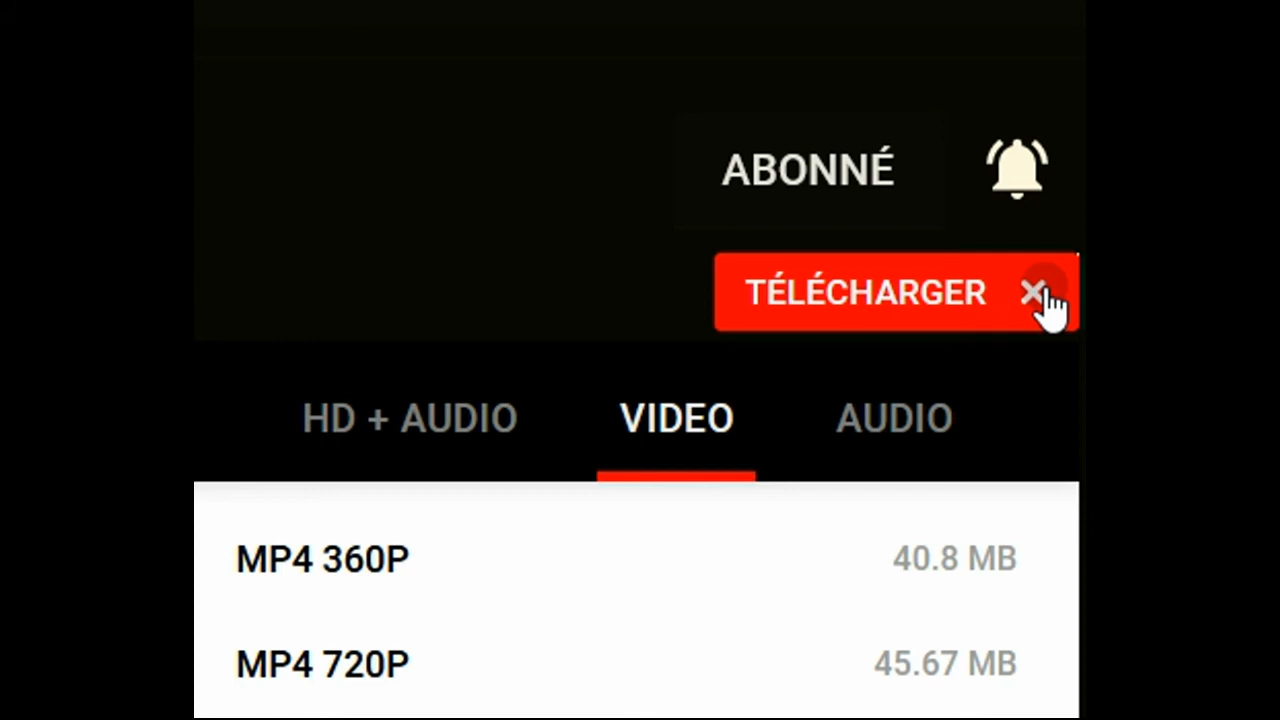 ABONNÉ
TÉLÉCHARGER
HD + AUDIO VIDEO AUDIO
MP4 360P 40.8 MB
MP4 720P 45.67 MB